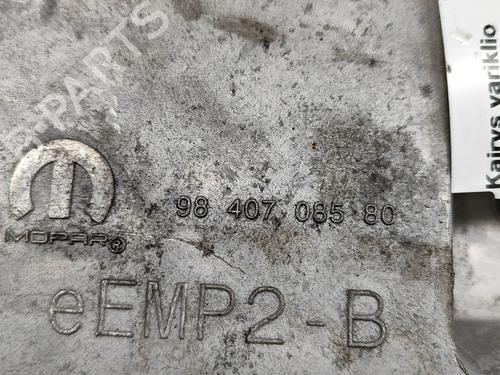 B-PARTS
Kairys variklio
98 407 085 80
MOPAR®
eEMP2-B